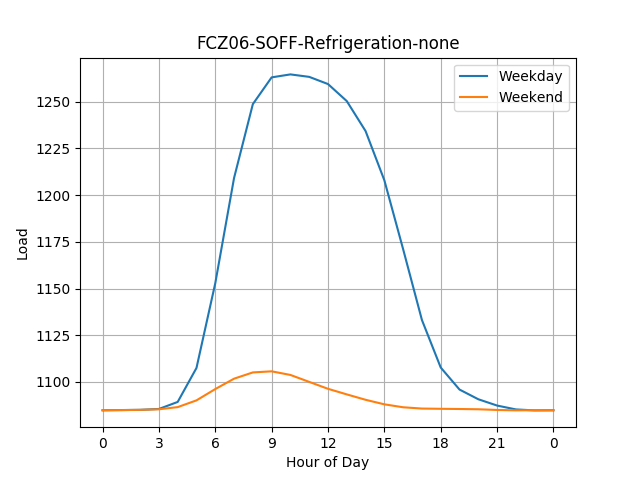 FCZ06-SOFF-Refrigeration-none
Weekday
Weekend
1250
1225
1200
1175
1150
1125
1100
Load
0 3 6 9 12 15 18 21 0
Hour of Day